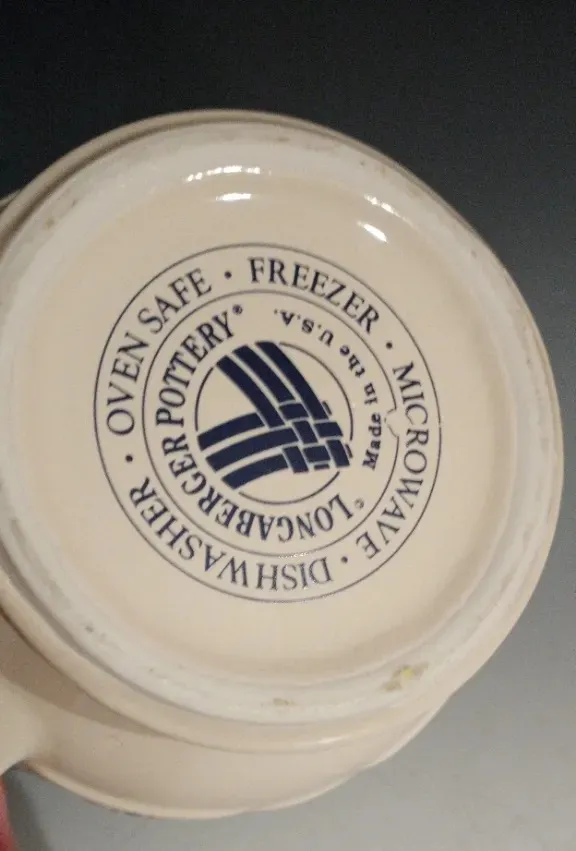 OVEN SAFE • FREEZER • MICROWAVE • DISHWASHER •
© LONGABERGER POTTERY®
Made in the U.S.A.